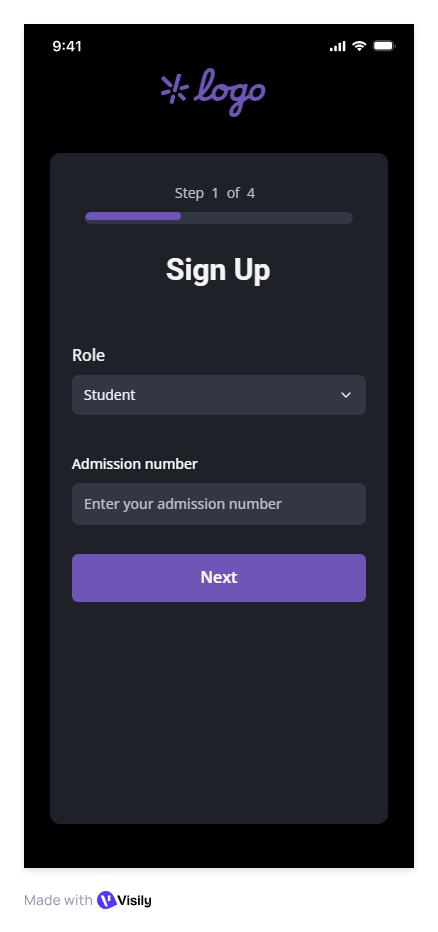 9:41
logo
Step 1 of 4
Sign Up
Role
Student
Admission number
Enter your admission number
Next
Made with Visily